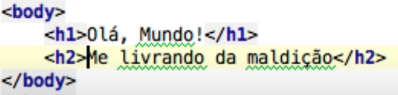 <body>
<h1>Olá, Mundo!</h1>
<h2>Me livrando da maldição</h2>
</body>